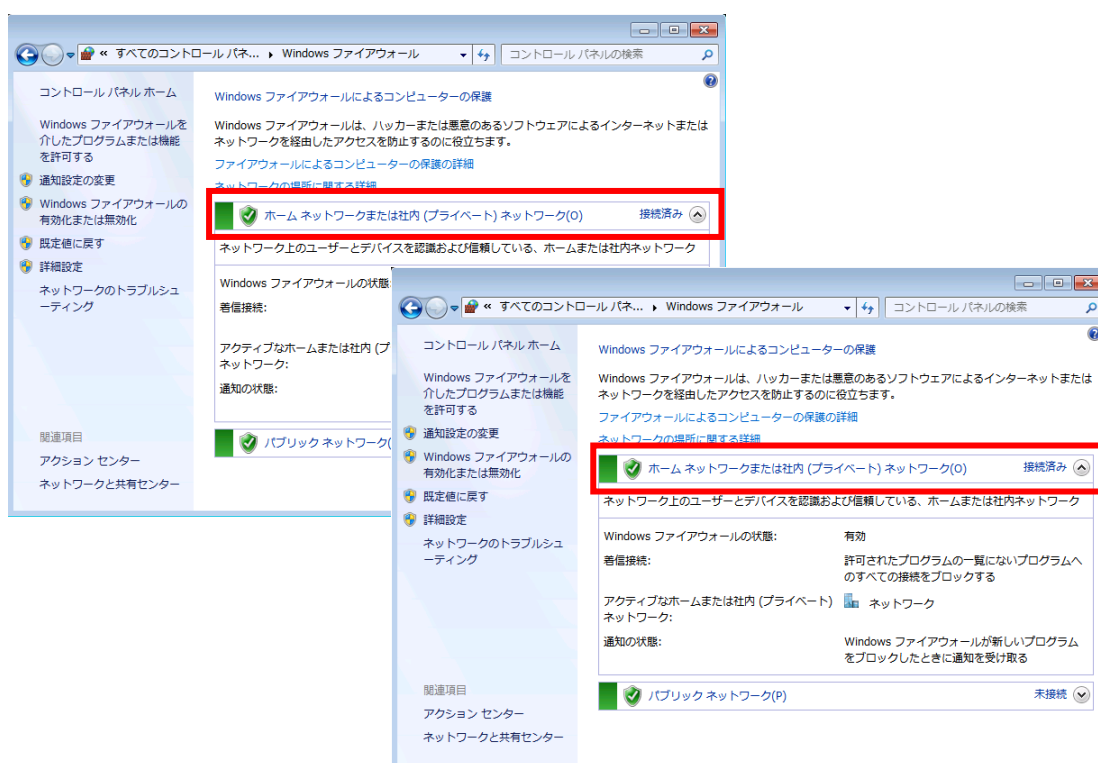 « すべてのコントロール パネ... ▸ Windows ファイアウォール
コントロール パネルの検索
コントロール パネル ホーム
Windows ファイアウォールを
介したプログラムまたは機能
を許可する
通知設定の変更
Windows ファイアウォールの
有効化または無効化
既定値に戻す
詳細設定
ネットワークのトラブルシュ
ーティング
関連項目
アクション センター
ネットワークと共有センター
Windows ファイアウォールによるコンピューターの保護
Windows ファイアウォールは、ハッカーまたは悪意のあるソフトウェアによるインターネットまたは
ネットワークを経由したアクセスを防止するのに役立ちます。
ファイアウォールによるコンピューターの保護の詳細
ネットワークの場所に関する詳細
ホーム ネットワークまたは社内 (プライベート) ネットワーク(O) 接続済み
ネットワーク上のユーザーとデバイスを認識および信頼している、ホームまたは社内ネットワーク
Windows ファイアウォールの状態
着信接続:
アクティブなホームまたは社内 (プ
ネットワーク:
通知の状態:
パブリック ネットワーク(
« すべてのコントロール パネ... ▸ Windows ファイアウォール
コントロール パネルの検索
コントロール パネル ホーム
Windows ファイアウォールを
介したプログラムまたは機能
を許可する
通知設定の変更
Windows ファイアウォールの
有効化または無効化
既定値に戻す
詳細設定
ネットワークのトラブルシュ
ーティング
関連項目
アクション センター
ネットワークと共有センター
Windows ファイアウォールによるコンピューターの保護
Windows ファイアウォールは、ハッカーまたは悪意のあるソフトウェアによるインターネットまたは
ネットワークを経由したアクセスを防止するのに役立ちます。
ファイアウォールによるコンピューターの保護の詳細
ネットワークの場所に関する詳細
ホーム ネットワークまたは社内 (プライベート) ネットワーク(O) 接続済み
ネットワーク上のユーザーとデバイスを認識および信頼している、ホームまたは社内ネットワーク
Windows ファイアウォールの状態: 有効
着信接続: 許可されたプログラムの一覧にないプログラムへ
のすべての接続をブロックする
アクティブなホームまたは社内 (プライベート) ネットワーク
ネットワーク:
通知の状態: Windows ファイアウォールが新しいプログラム
をブロックしたときに通知を受け取る
パブリック ネットワーク(P) 未接続